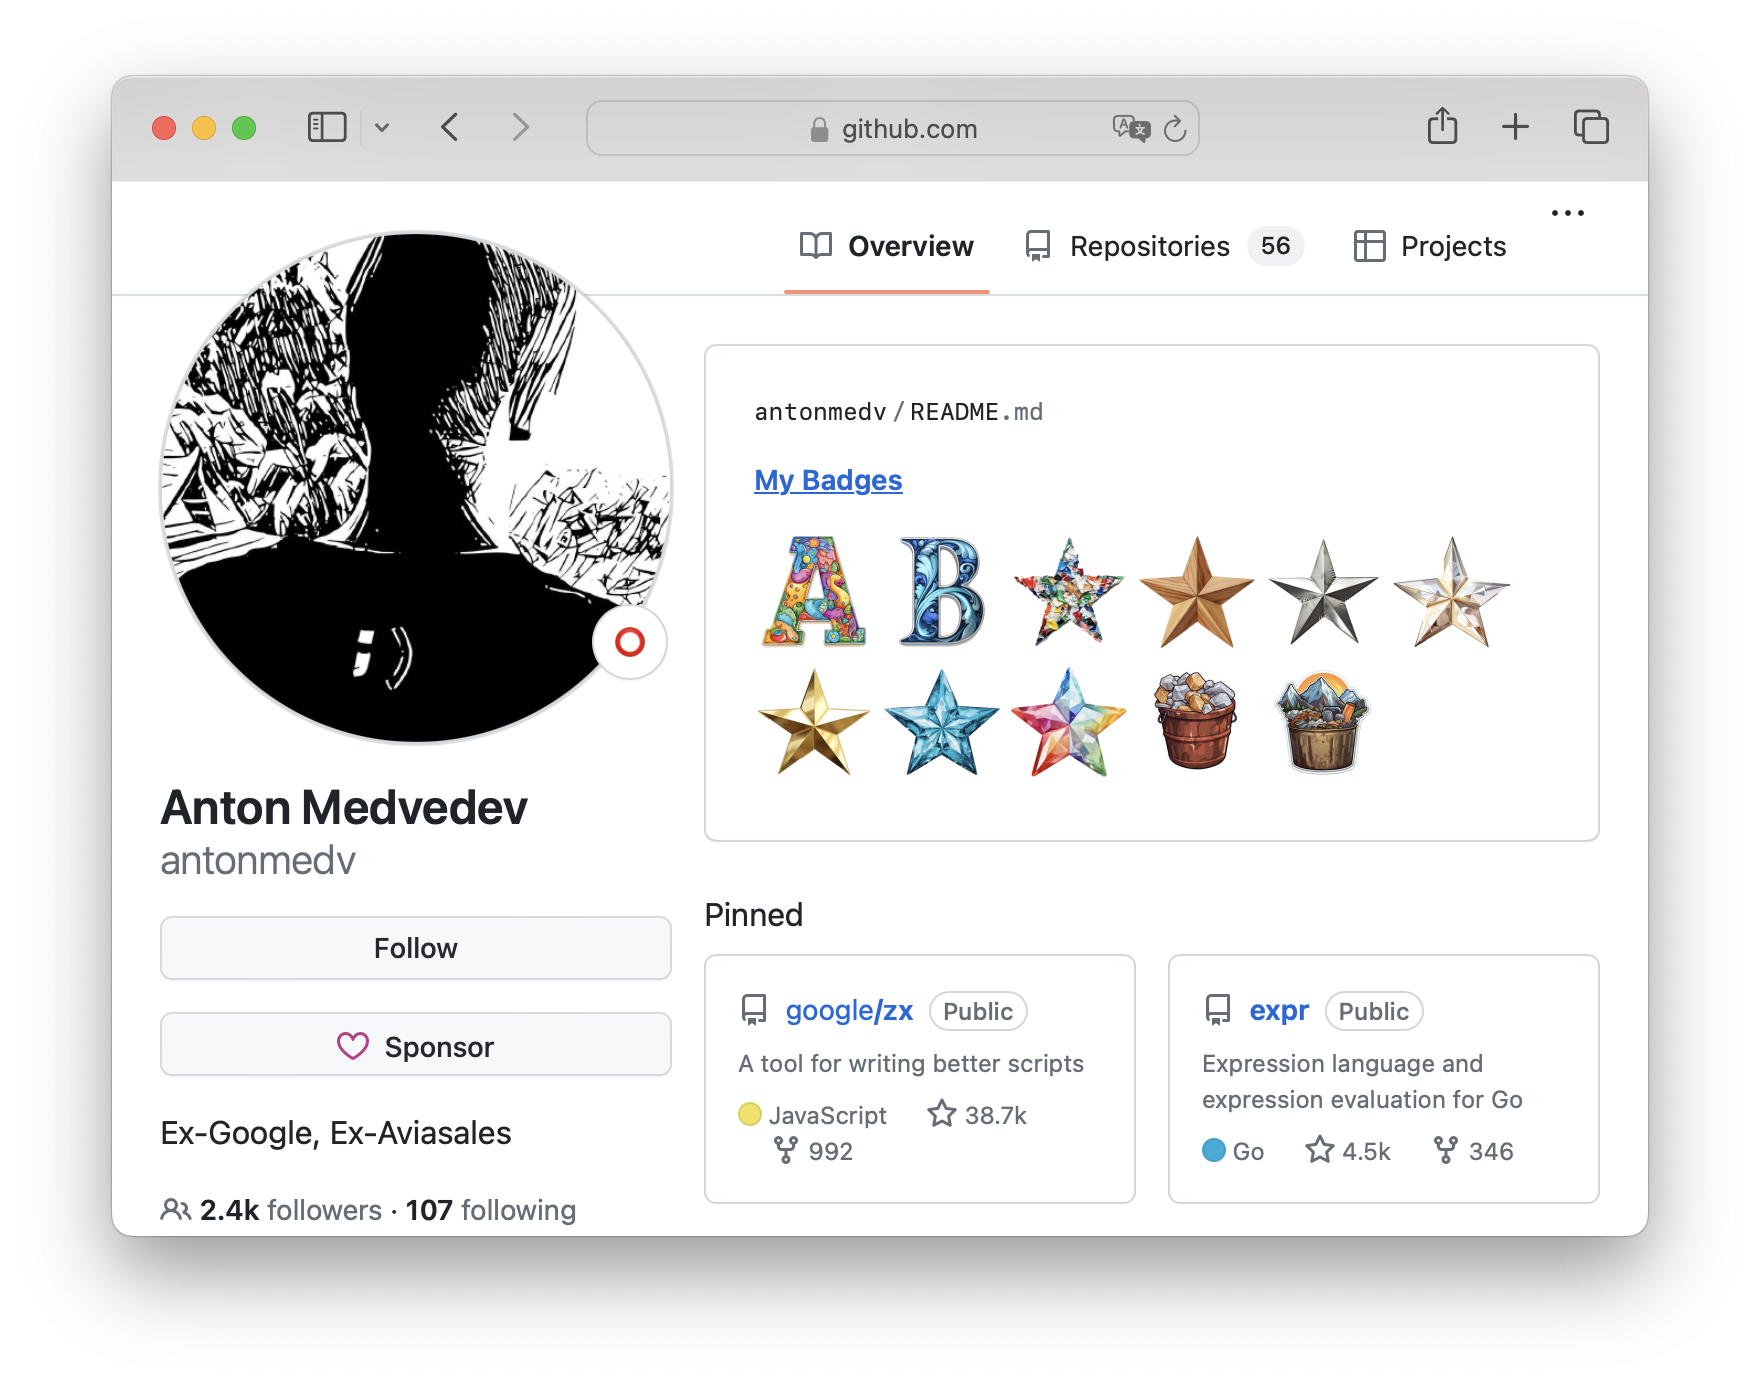 github.com
Overview
Repositories 56
Projects
;)
antonmedv/README.md
My Badges
A B
Anton Medvedev
antonmedv
Follow
Sponsor
Ex-Google, Ex-Aviasales
2.4k followers · 107 following
Pinned
google/zx Public
A tool for writing better scripts
JavaScript 38.7k
992
expr Public
Expression language and
expression evaluation for Go
Go 4.5k 346